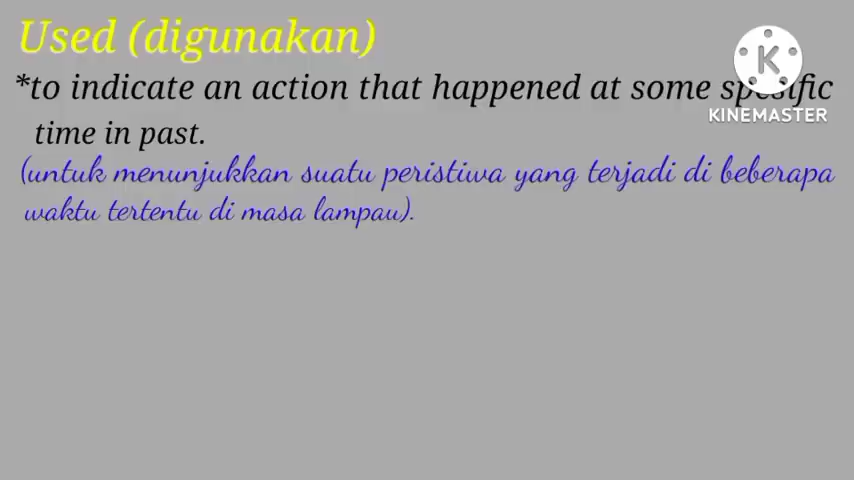 Used (digunakan)
*to indicate an action that happened at some spesific
time in past.
(untuk menunjukkan suatu peristiwa yang terjadi di beberapa
waktu tertentu di masa lampau).
K
KINEMASTER